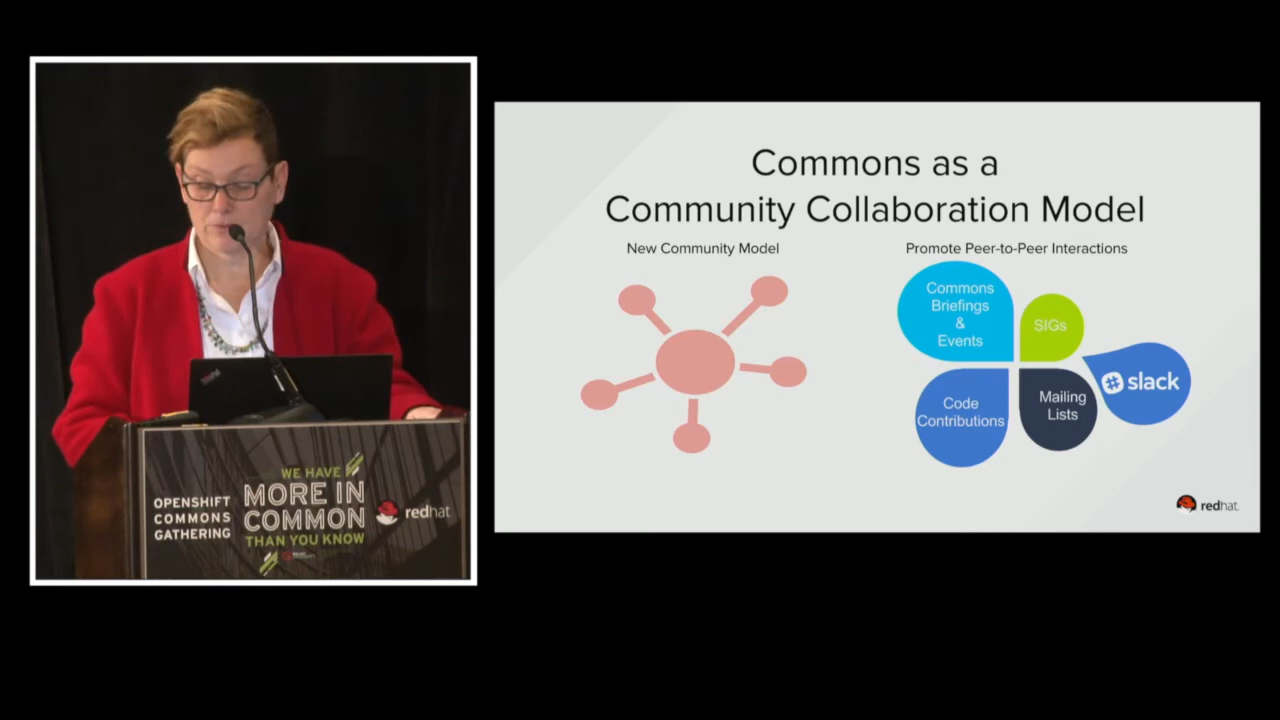 Commons as a
Community Collaboration Model
New Community Model
Promote Peer-to-Peer Interactions
Commons
Briefings
&
Events
SIGs
slack
Code
Contributions
Mailing
Lists
redhat.
ThinkPad
OPENSHIFT
COMMONS
GATHERING
WE HAVE
MORE IN
COMMON
THAN YOU KNOW
redhat.